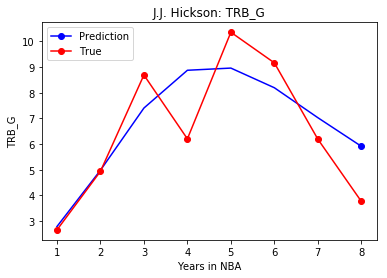 J.J. Hickson: TRB_G
Prediction
True
TRB_G
10
9
8
7
6
5
4
3
1 2 3 4 5 6 7 8
Years in NBA